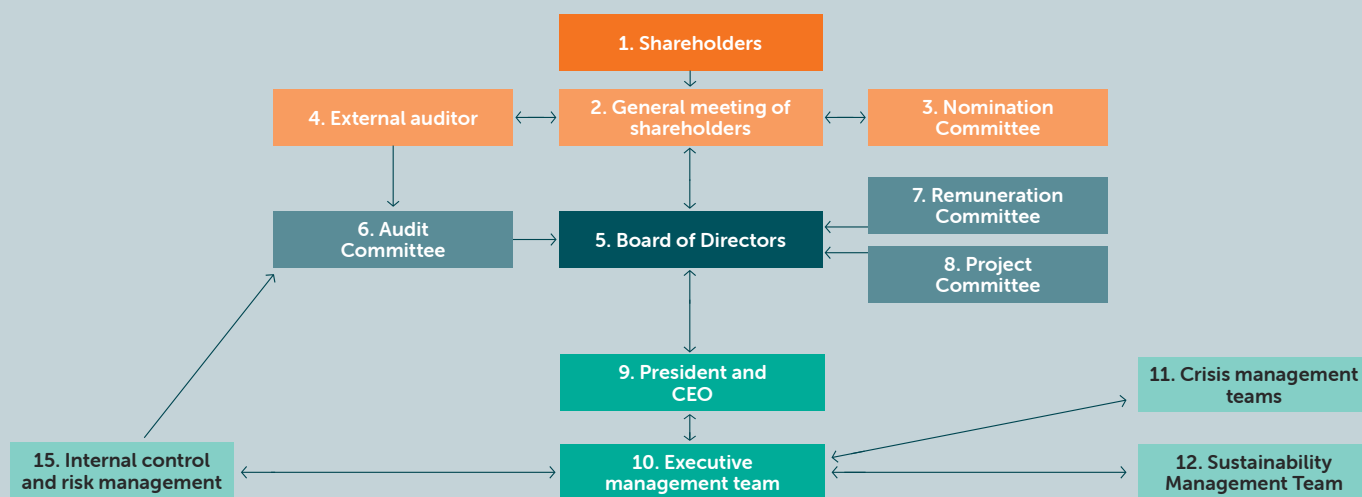 1. Shareholders
4. External auditor
2. General meeting of
shareholders
3. Nomination
Committee
6. Audit
Committee
5. Board of Directors
7. Remuneration
Committee
8. Project
Committee
9. President and
CEO
11. Crisis management
teams
15. Internal control
and risk management
10. Executive
management team
12. Sustainability
Management Team